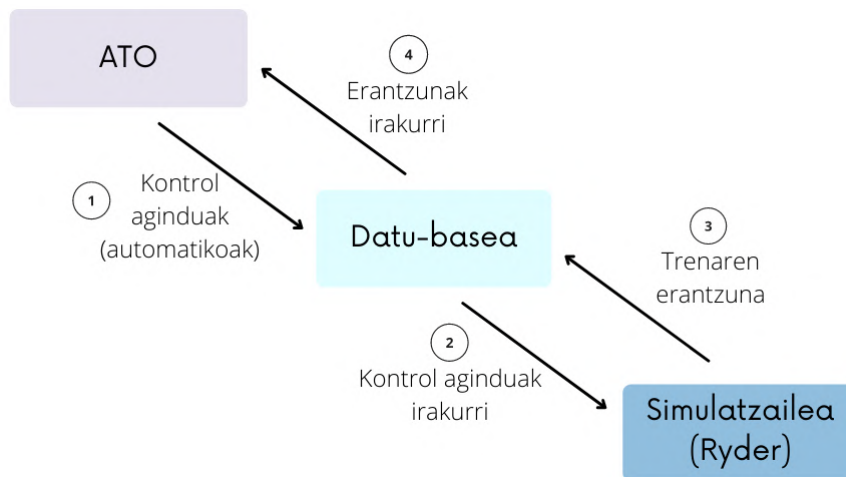 ATO
4
Erantzunak
irakurri
1
Kontrol
aginduak
(automatikoak)
Datu-basea
3
Trenaren
erantzuna
2
Kontrol aginduak
irakurri
Simulatzailea
(Ryder)